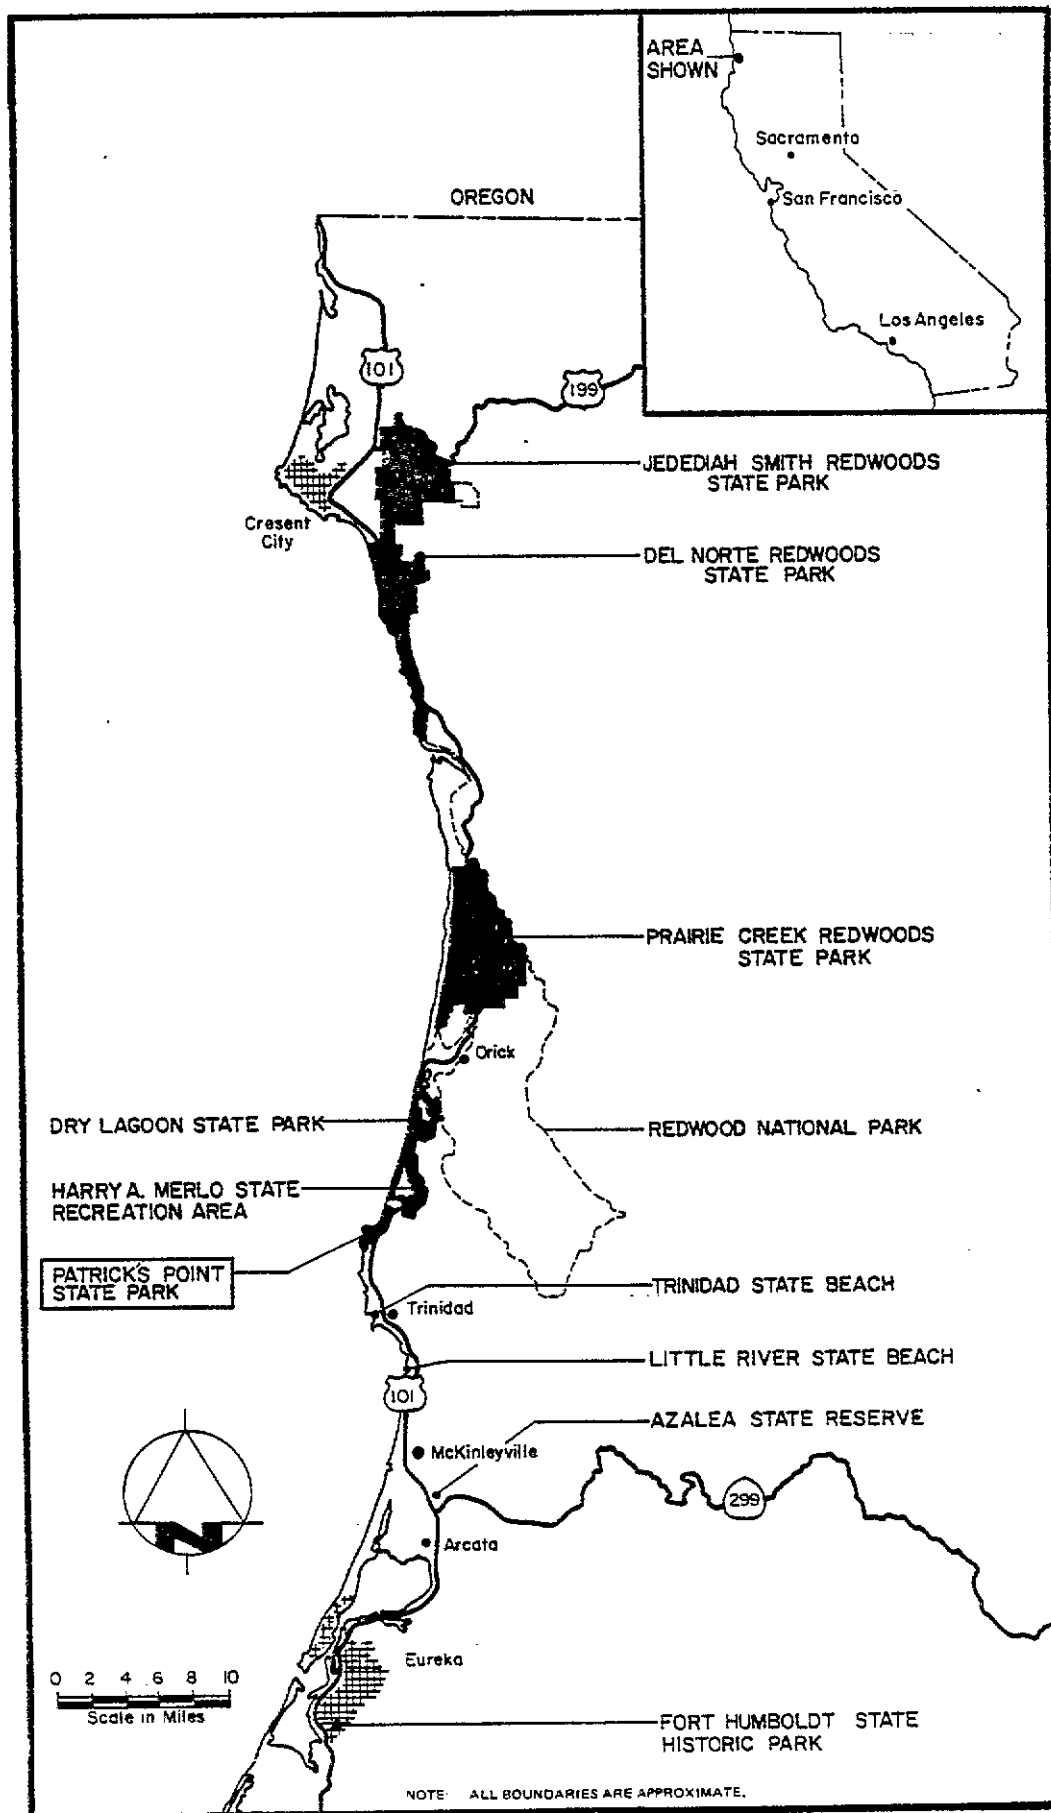 AREA
SHOWN
Sacramento
San Francisco
Los Angeles
OREGON
101
199
JEDEDIAH SMITH REDWOODS
STATE PARK
Cresent
City
DEL NORTE REDWOODS
STATE PARK
PRAIRIE CREEK REDWOODS
STATE PARK
Orick
DRY LAGOON STATE PARK
REDWOOD NATIONAL PARK
HARRY A. MERLO STATE
RECREATION AREA
PATRICK'S POINT
STATE PARK
TRINIDAD STATE BEACH
Trinidad
LITTLE RIVER STATE BEACH
101
AZALEA STATE RESERVE
McKinleyville
299
N
Arcata
Eureka
0 2 4 6 8 10
Scale in Miles
FORT HUMBOLDT STATE
HISTORIC PARK
NOTE ALL BOUNDARIES ARE APPROXIMATE.